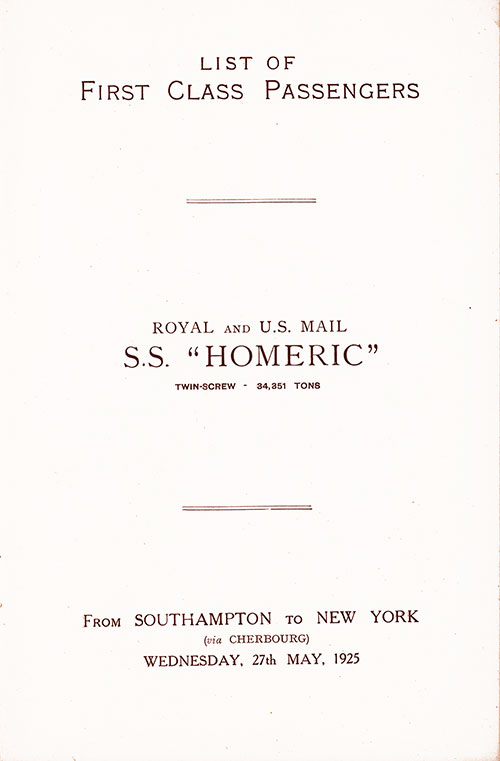 LIST OF
FIRST CLASS PASSENGERS
ROYAL AND U.S. MAIL
S.S. "HOMERIC"
TWIN-SCREW - 34,351 TONS
FROM SOUTHAMPTON TO NEW YORK
(via CHERBOURG)
WEDNESDAY, 27th MAY, 1925